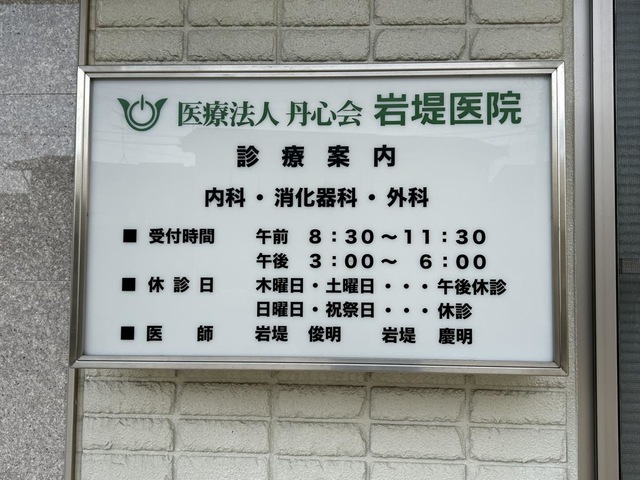 医療法人 丹心会 岩堤医院
診療案内
内科・消化器科・外科
■ 受付時間 午前 8：30～11：30
午後 3：00～ 6：00
■ 休診日 木曜日・土曜日・・・午後休診
日曜日・祝祭日・・・休診
■ 医師 岩堤 俊明 岩堤 慶明